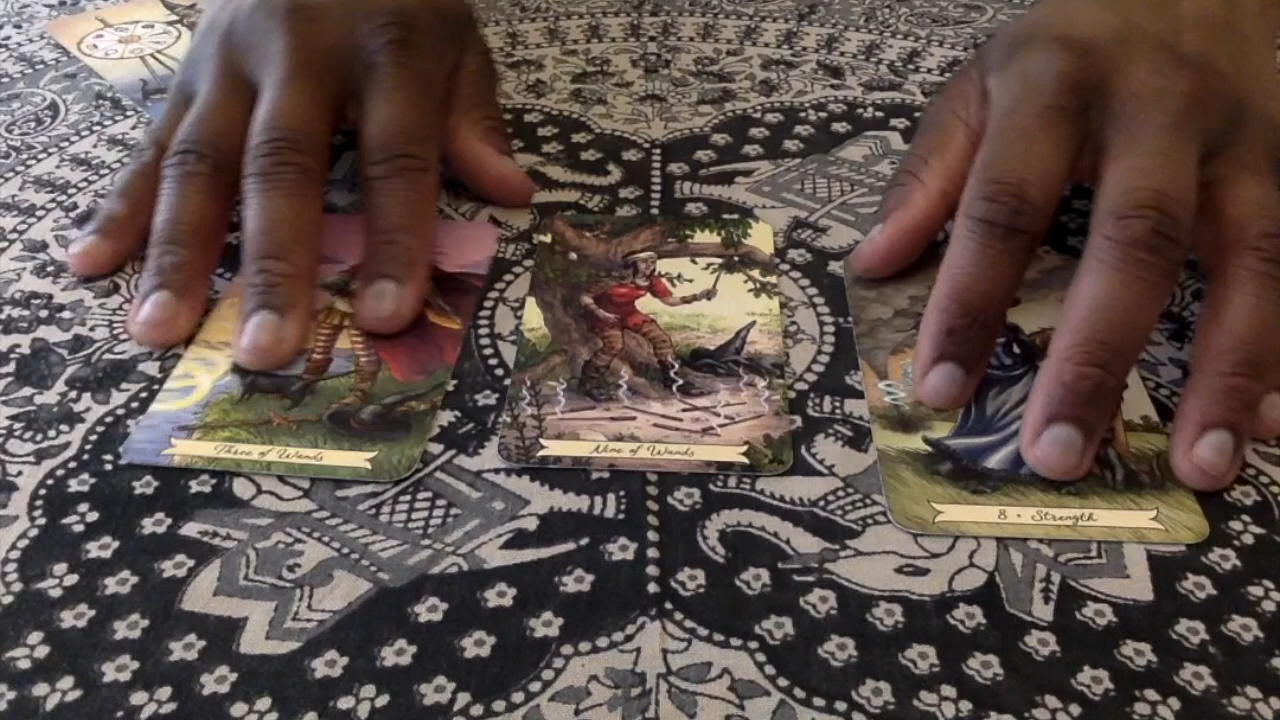 Three of Wands
Nine of Wands
8 • Strength